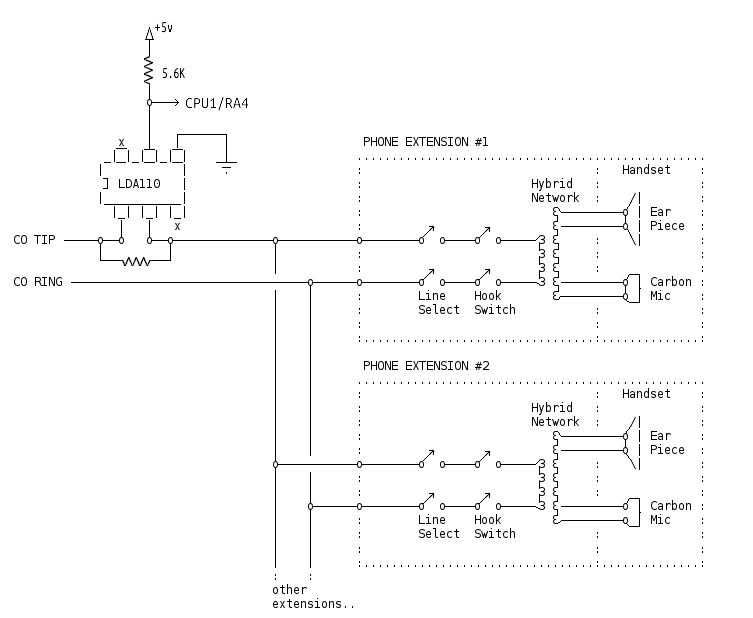 +5v
5.6K
CPU1/RA4
x
LDA110
x
CO TIP
CO RING
PHONE EXTENSION #1
Handset
Hybrid
Network
Ear
Piece
Carbon
Mic
Line
Select
Hook
Switch
PHONE EXTENSION #2
Handset
Hybrid
Network
Ear
Piece
Carbon
Mic
Line
Select
Hook
Switch
other
extensions..